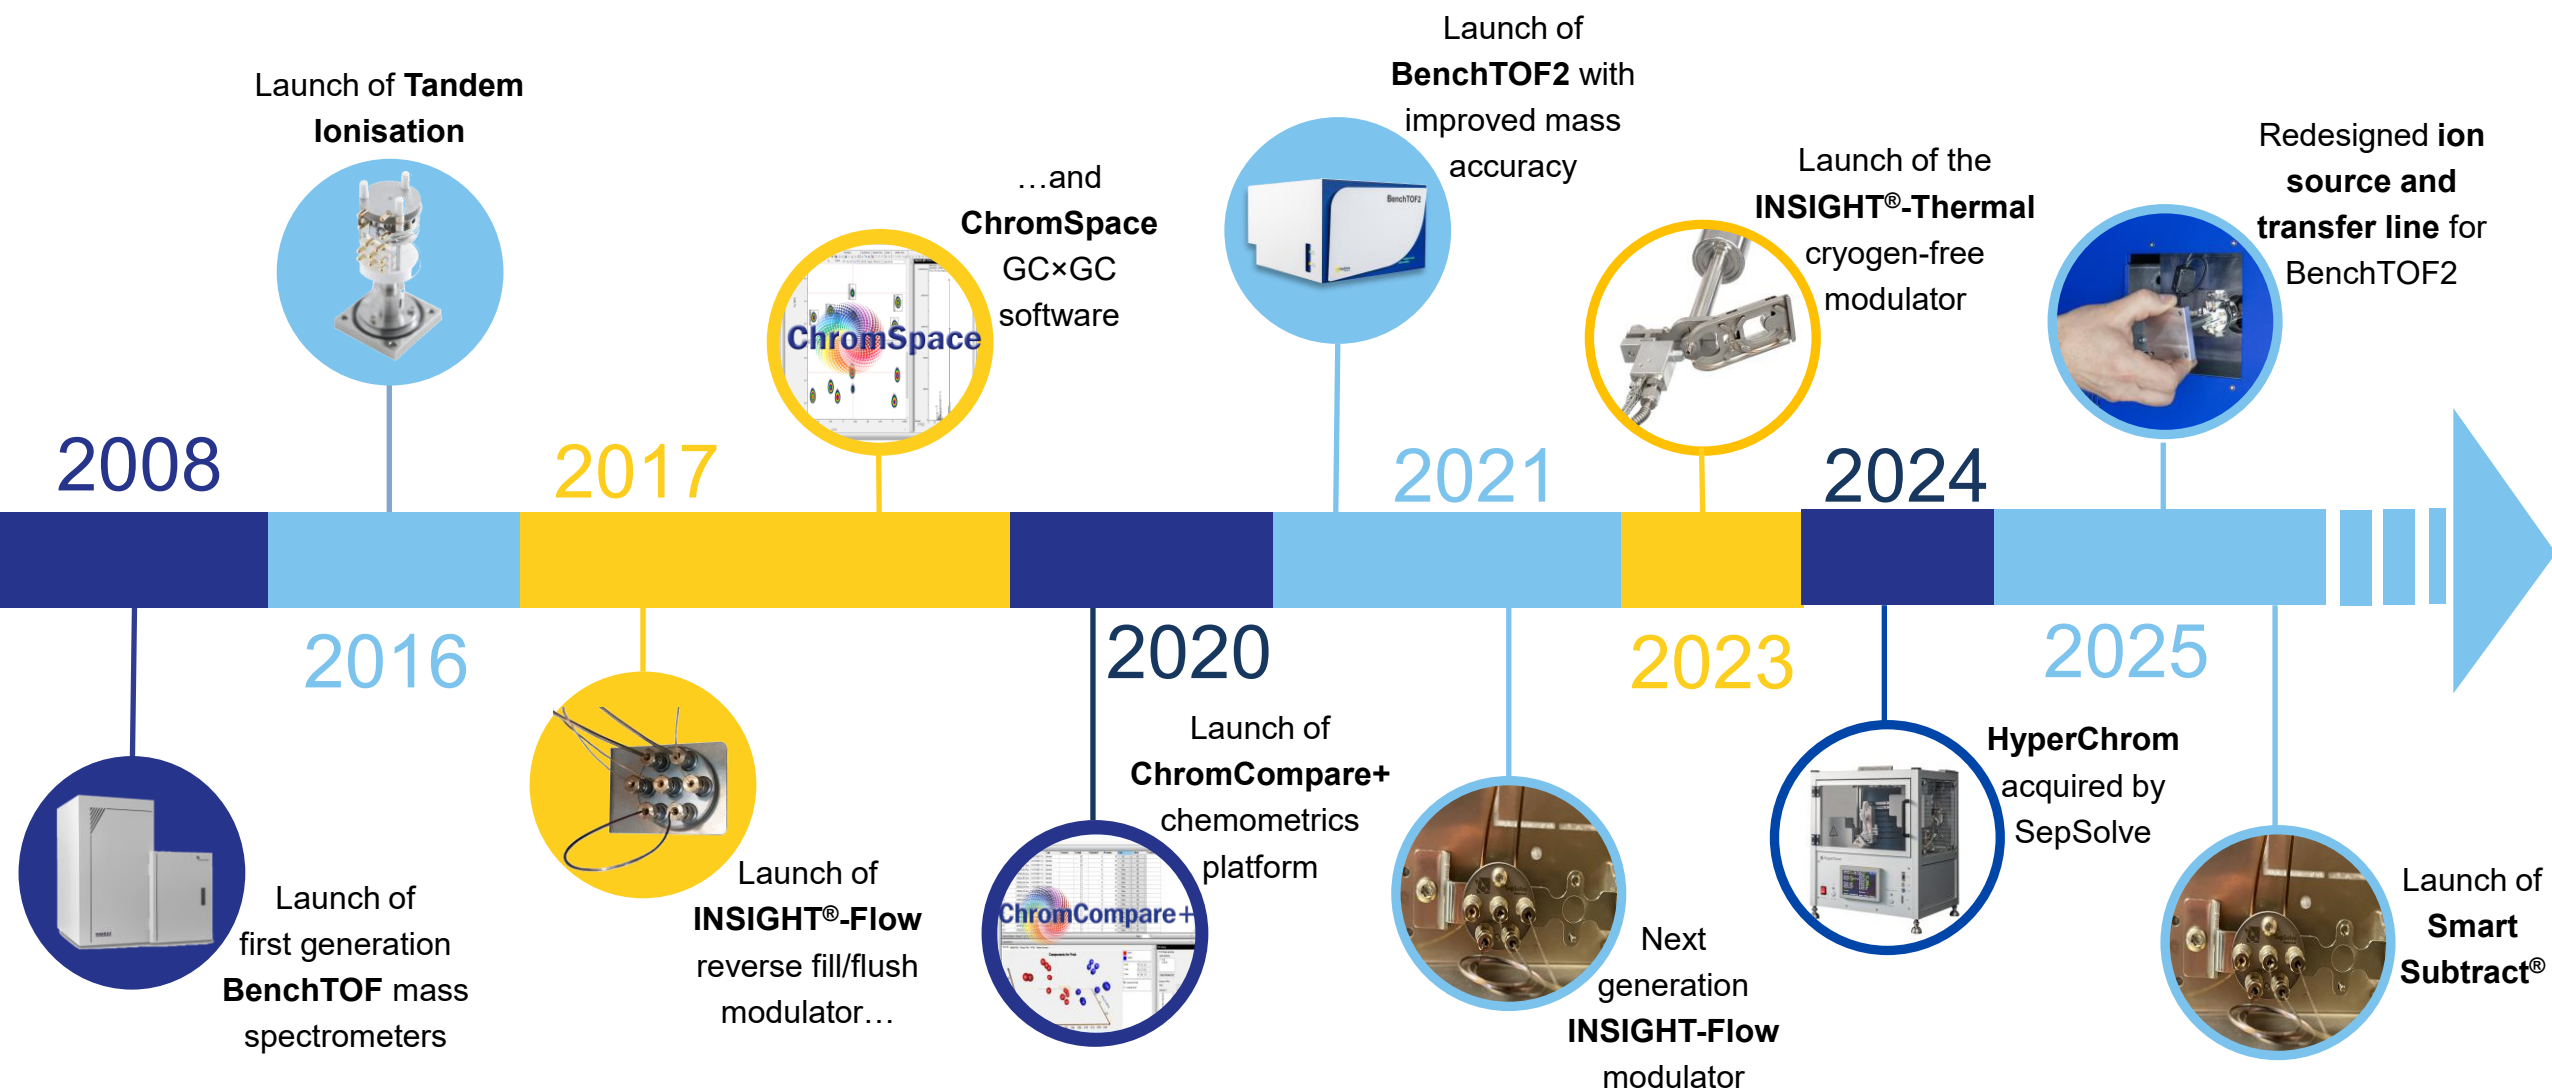 2008
Launch of
first generation
BenchTOF mass
spectrometers
Launch of Tandem
Ionisation
2016
2017
Launch of
INSIGHT®-Flow
reverse fill/flush
modulator…
…and
ChromSpace
GC×GC
software
ChromSpace
2020
Launch of
ChromCompare+
chemometrics
platform
ChromCompare+
Launch of
BenchTOF2 with
improved mass
accuracy
BenchTOF2
2021
Next
generation
INSIGHT-Flow
modulator
Launch of the
INSIGHT®-Thermal
cryogen-free
modulator
2023
2024
HyperChrom
acquired by
SepSolve
Redesigned ion
source and
transfer line for
BenchTOF2
2025
Launch of
Smart
Subtract®